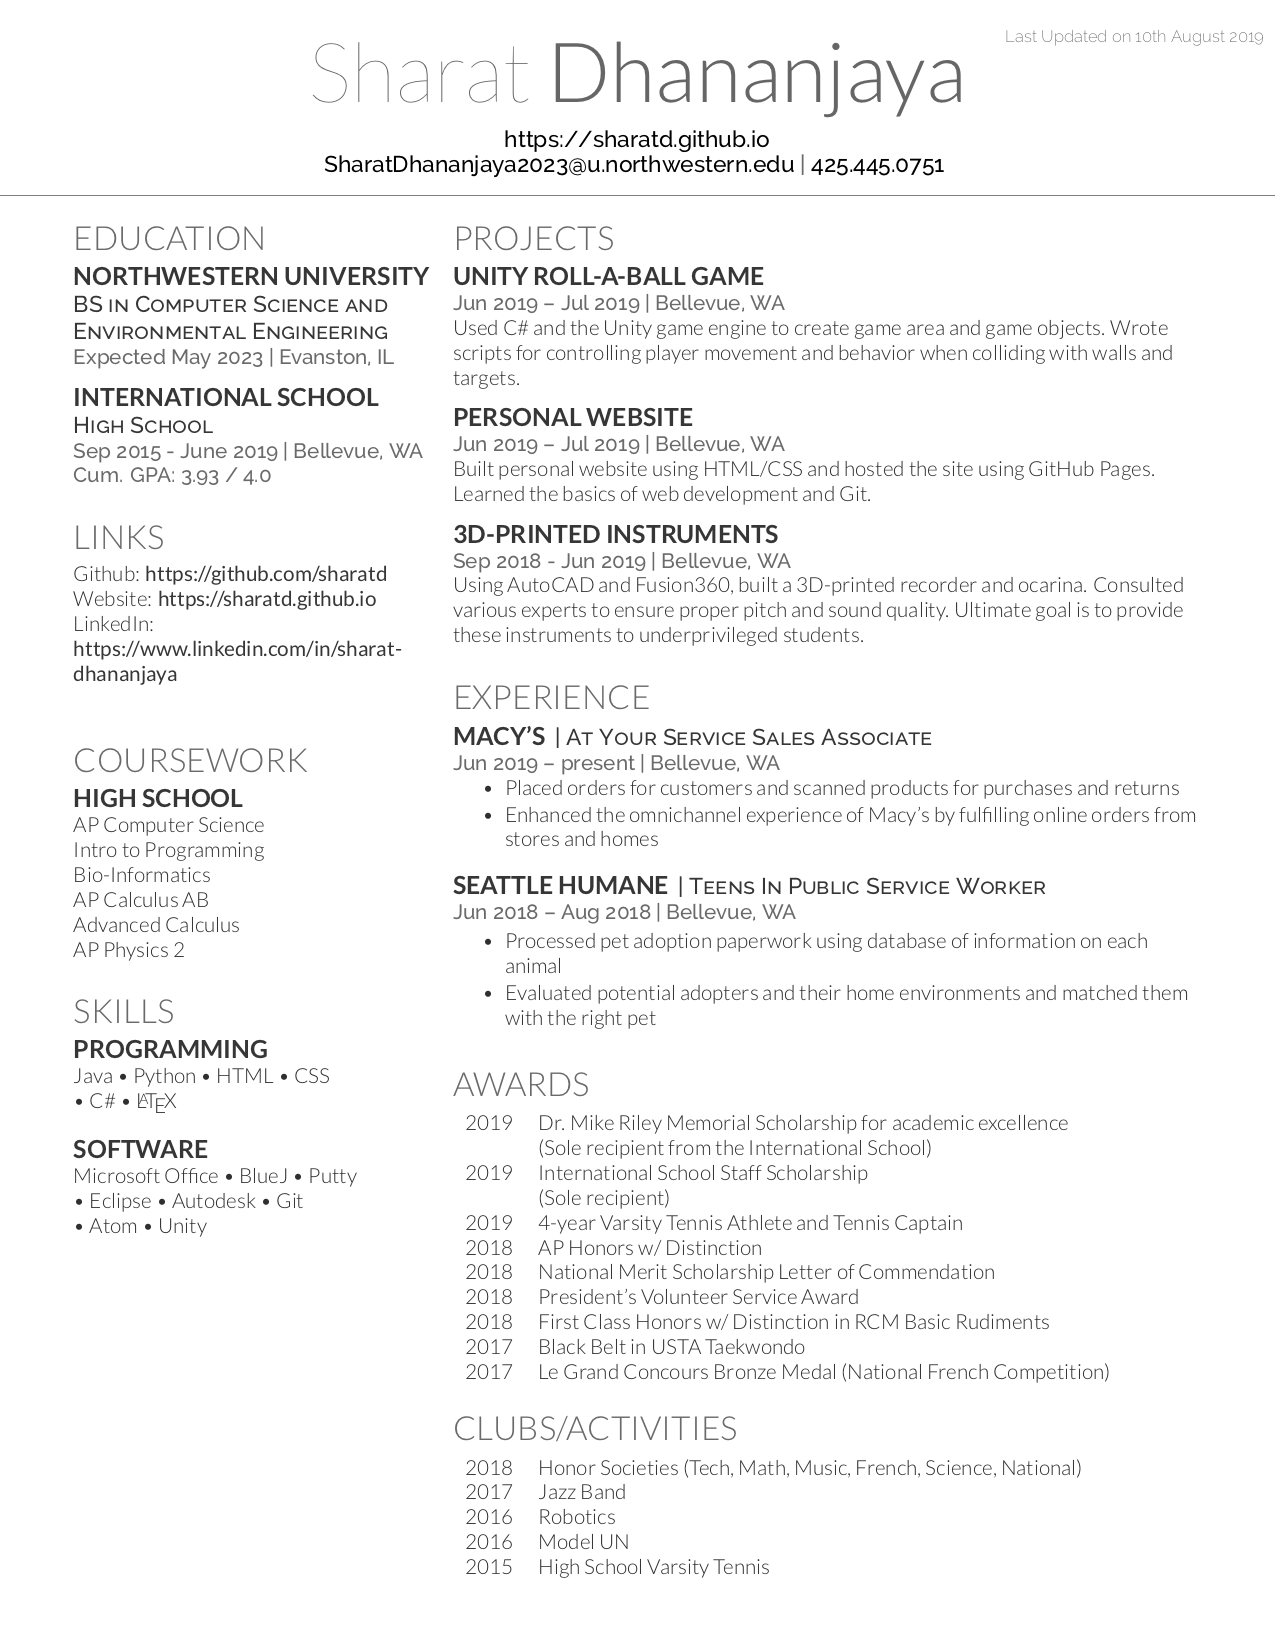 Last Updated on 10th August 2019
Sharat Dhananjaya
https://sharatd.github.io
SharatDhananjaya2023@u.northwestern.edu | 425.445.0751
EDUCATION
NORTHWESTERN UNIVERSITY
BS in Computer Science and
Environmental Engineering
Expected May 2023 | Evanston, IL
INTERNATIONAL SCHOOL
High School
Sep 2015 - June 2019 | Bellevue, WA
Cum. GPA: 3.93 / 4.0
LINKS
Github: https://github.com/sharatd
Website: https://sharatd.github.io
LinkedIn:
https://www.linkedin.com/in/sharat-
dhananjaya
COURSEWORK
HIGH SCHOOL
AP Computer Science
Intro to Programming
Bio-Informatics
AP Calculus AB
Advanced Calculus
AP Physics 2
SKILLS
PROGRAMMING
Java • Python • HTML • CSS
• C# • LATEX
SOFTWARE
Microsoft Office • BlueJ • Putty
• Eclipse • Autodesk • Git
• Atom • Unity
PROJECTS
UNITY ROLL-A-BALL GAME
Jun 2019 – Jul 2019 | Bellevue, WA
Used C# and the Unity game engine to create game area and game objects. Wrote
scripts for controlling player movement and behavior when colliding with walls and
targets.
PERSONAL WEBSITE
Jun 2019 – Jul 2019 | Bellevue, WA
Built personal website using HTML/CSS and hosted the site using GitHub Pages.
Learned the basics of web development and Git.
3D-PRINTED INSTRUMENTS
Sep 2018 - Jun 2019 | Bellevue, WA
Using AutoCAD and Fusion360, built a 3D-printed recorder and ocarina. Consulted
various experts to ensure proper pitch and sound quality. Ultimate goal is to provide
these instruments to underprivileged students.
EXPERIENCE
MACY’S | At Your Service Sales Associate
Jun 2019 – present | Bellevue, WA
• Placed orders for customers and scanned products for purchases and returns
• Enhanced the omnichannel experience of Macy’s by fulfilling online orders from
stores and homes
SEATTLE HUMANE | Teens In Public Service Worker
Jun 2018 – Aug 2018 | Bellevue, WA
• Processed pet adoption paperwork using database of information on each
animal
• Evaluated potential adopters and their home environments and matched them
with the right pet
AWARDS
2019 Dr. Mike Riley Memorial Scholarship for academic excellence
(Sole recipient from the International School)
2019 International School Staff Scholarship
(Sole recipient)
2019 4-year Varsity Tennis Athlete and Tennis Captain
2018 AP Honors w/ Distinction
2018 National Merit Scholarship Letter of Commendation
2018 President’s Volunteer Service Award
2018 First Class Honors w/ Distinction in RCM Basic Rudiments
2017 Black Belt in USTA Taekwondo
2017 Le Grand Concours Bronze Medal (National French Competition)
CLUBS/ACTIVITIES
2018 Honor Societies (Tech, Math, Music, French, Science, National)
2017 Jazz Band
2016 Robotics
2016 Model UN
2015 High School Varsity Tennis